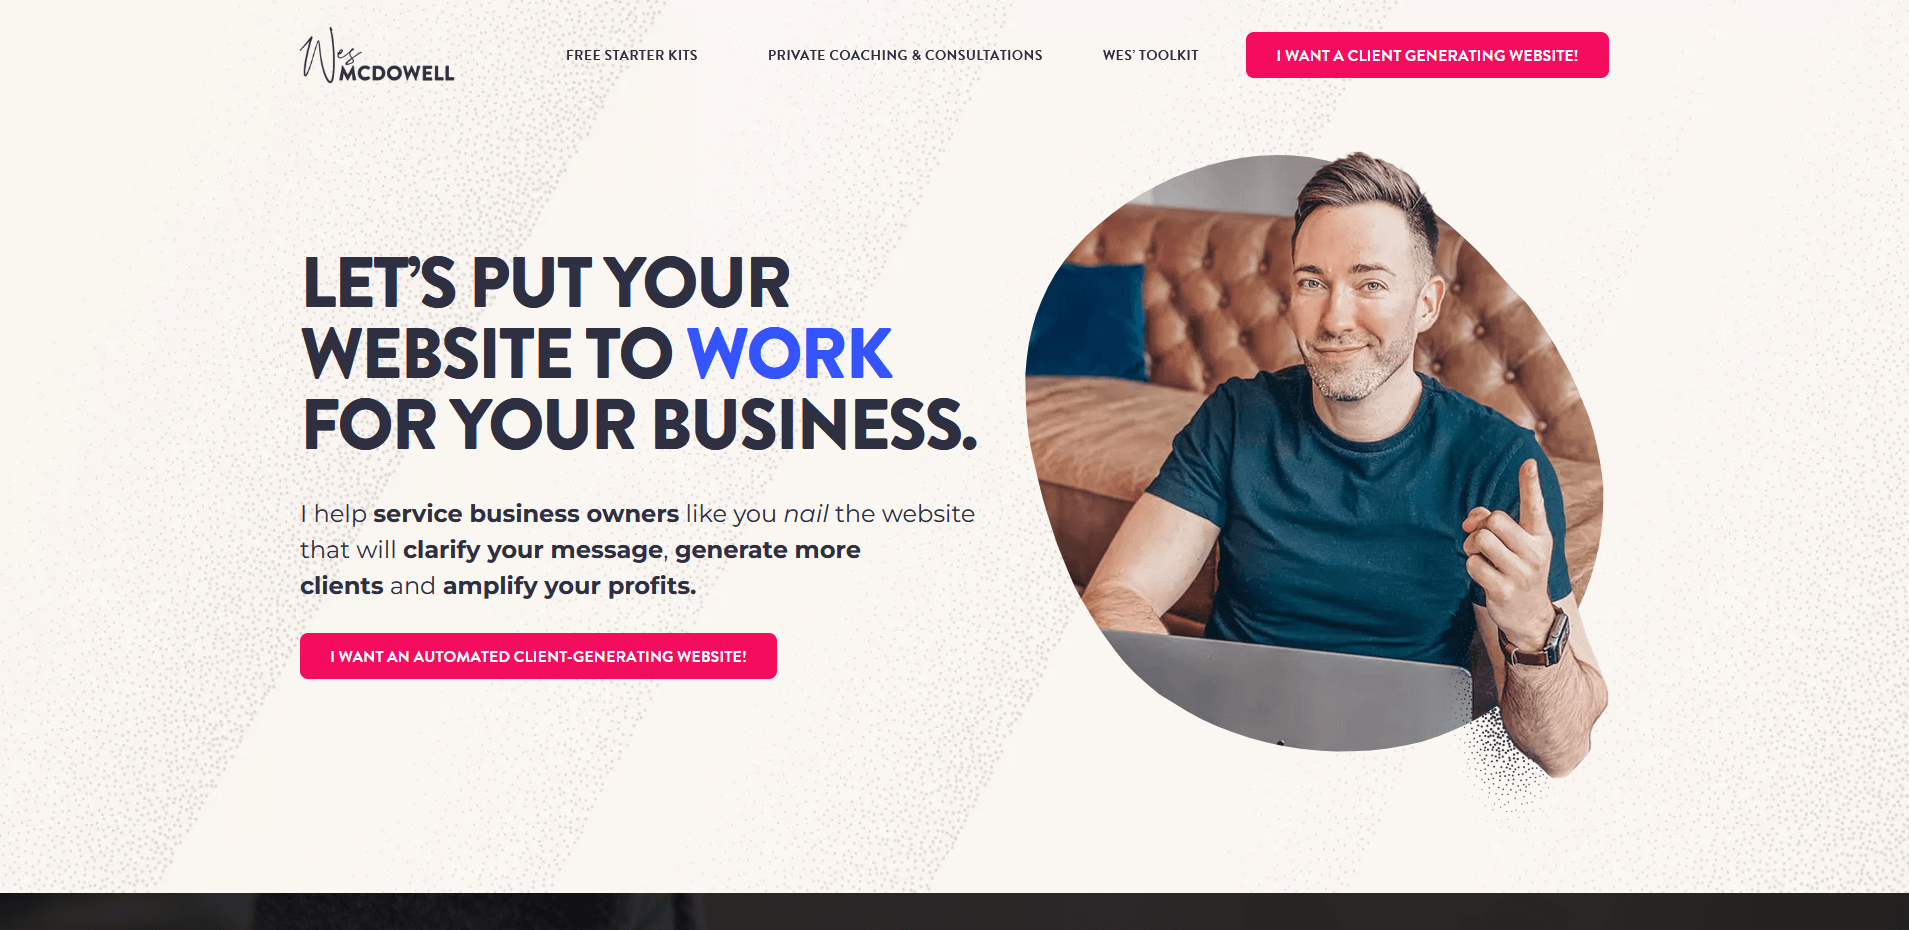 Wes
MCDOWELL
FREE STARTER KITS
PRIVATE COACHING & CONSULTATIONS
WES' TOOLKIT
I WANT A CLIENT GENERATING WEBSITE!
LET'S PUT YOUR
WEBSITE TO WORK
FOR YOUR BUSINESS.
I help service business owners like you nail the website
that will clarify your message, generate more
clients and amplify your profits.
I WANT AN AUTOMATED CLIENT-GENERATING WEBSITE!